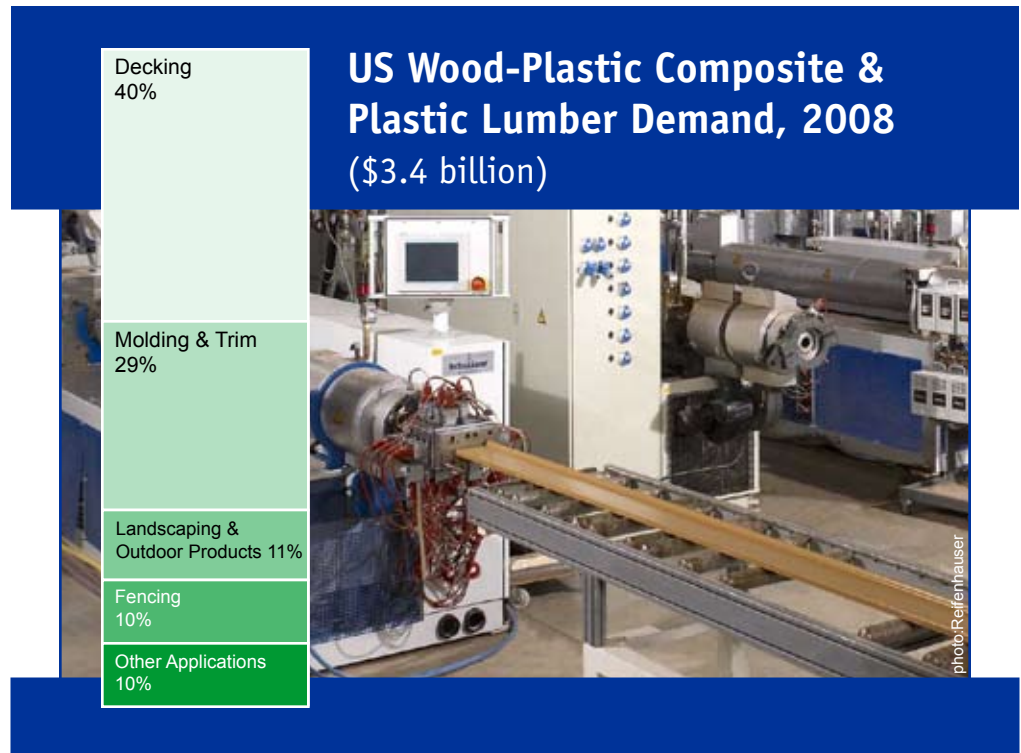 US Wood-Plastic Composite &
Plastic Lumber Demand, 2008
($3.4 billion)
Decking
40%
Molding & Trim
29%
Landscaping &
Outdoor Products 11%
Fencing
10%
Other Applications
10%
photo:Reifenhauser